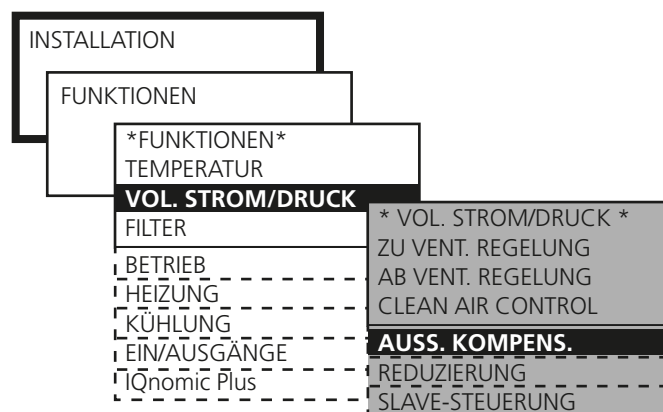 INSTALLATION
FUNKTIONEN
*FUNKTIONEN*
TEMPERATUR
VOL. STROM/DRUCK
FILTER
BETRIEB
HEIZUNG
KÜHLUNG
EIN/AUSGÄNGE
IQnomic Plus
* VOL. STROM/DRUCK *
ZU VENT. REGELUNG
AB VENT. REGELUNG
CLEAN AIR CONTROL
AUSS. KOMPENS.
REDUZIERUNG
SLAVE-STEUERUNG